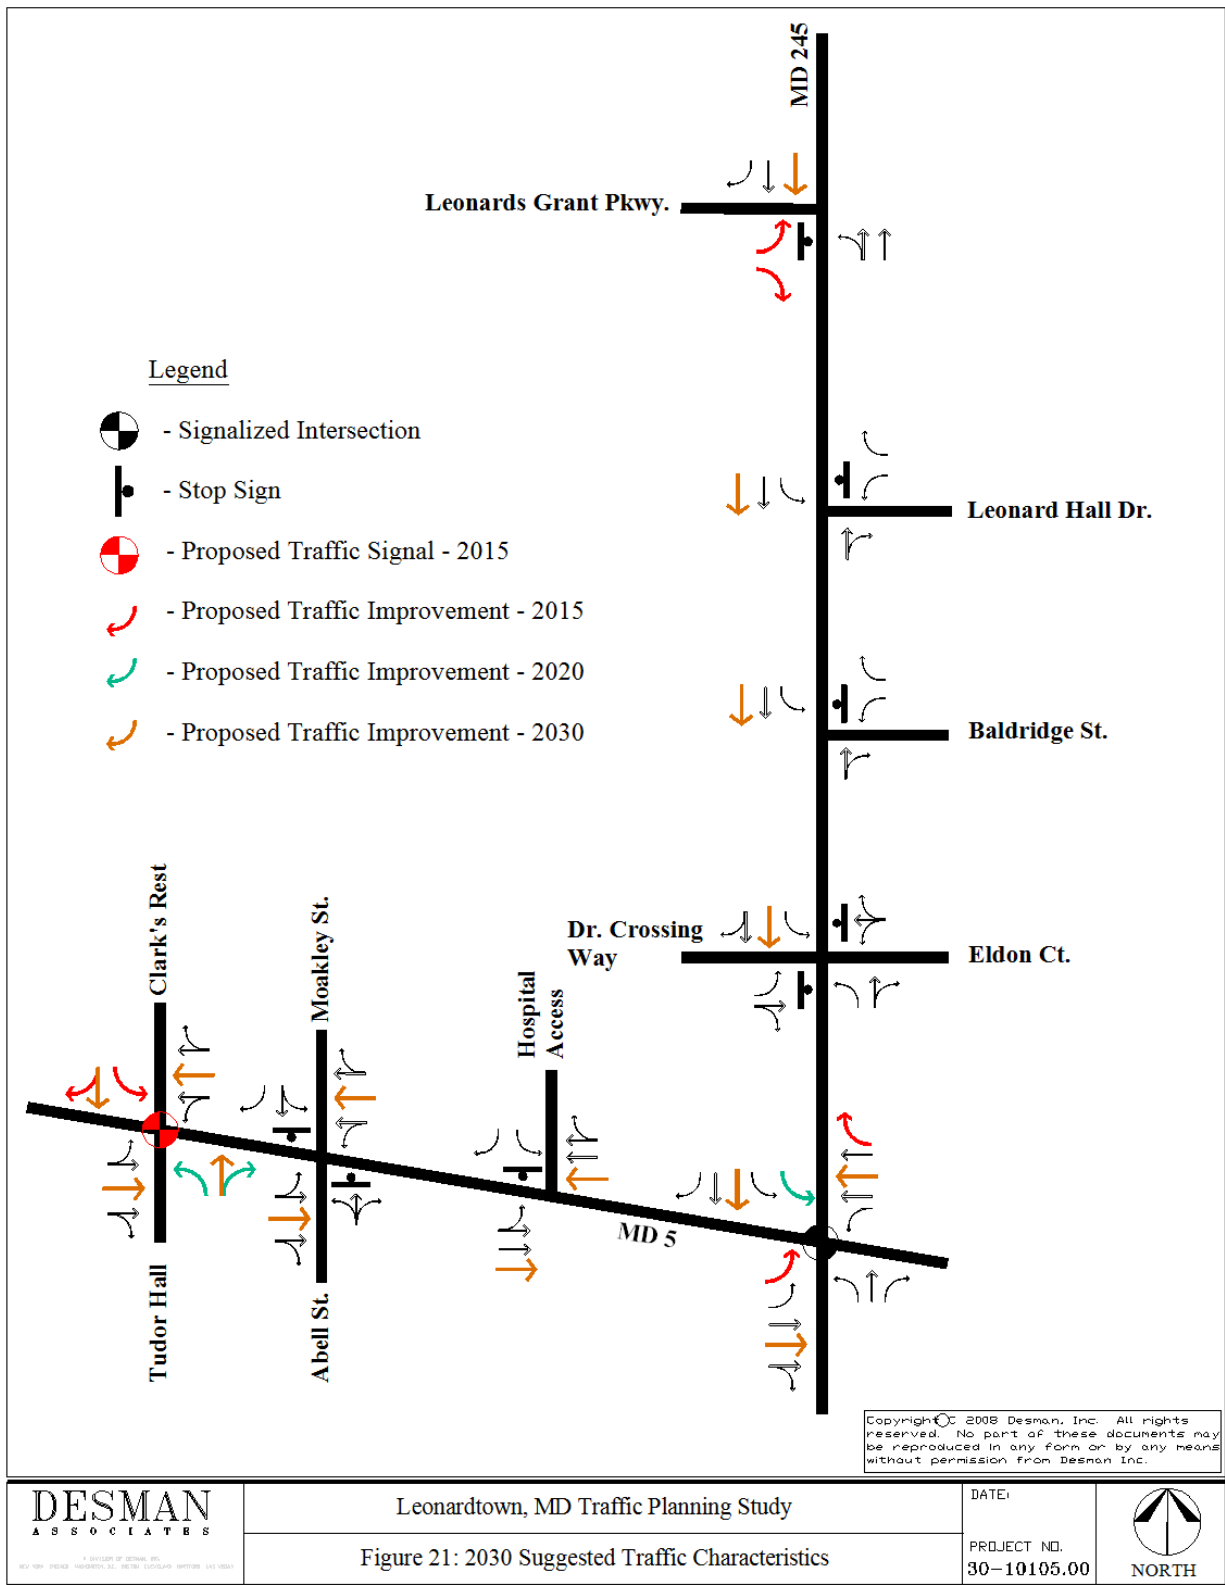 MD 245
Leonards Grant Pkwy.
Legend
- Signalized Intersection
- Stop Sign
- Proposed Traffic Signal - 2015
- Proposed Traffic Improvement - 2015
- Proposed Traffic Improvement - 2020
- Proposed Traffic Improvement - 2030
Leonard Hall Dr.
Baldridge St.
Dr. Crossing
Way
Eldon Ct.
Clark's Rest
Moakley St.
Hospital
Access
MD 5
Tudor Hall
Abell St.
Copyright C 2008 Desman, Inc. All rights
reserved. No part of these documents may
be reproduced in any form or by any means
without permission from Desman Inc.
DESMAN
ASSOCIATES
Leonardtown, MD Traffic Planning Study
Figure 21: 2030 Suggested Traffic Characteristics
DATE:
PROJECT NO.
30-10105.00
NORTH